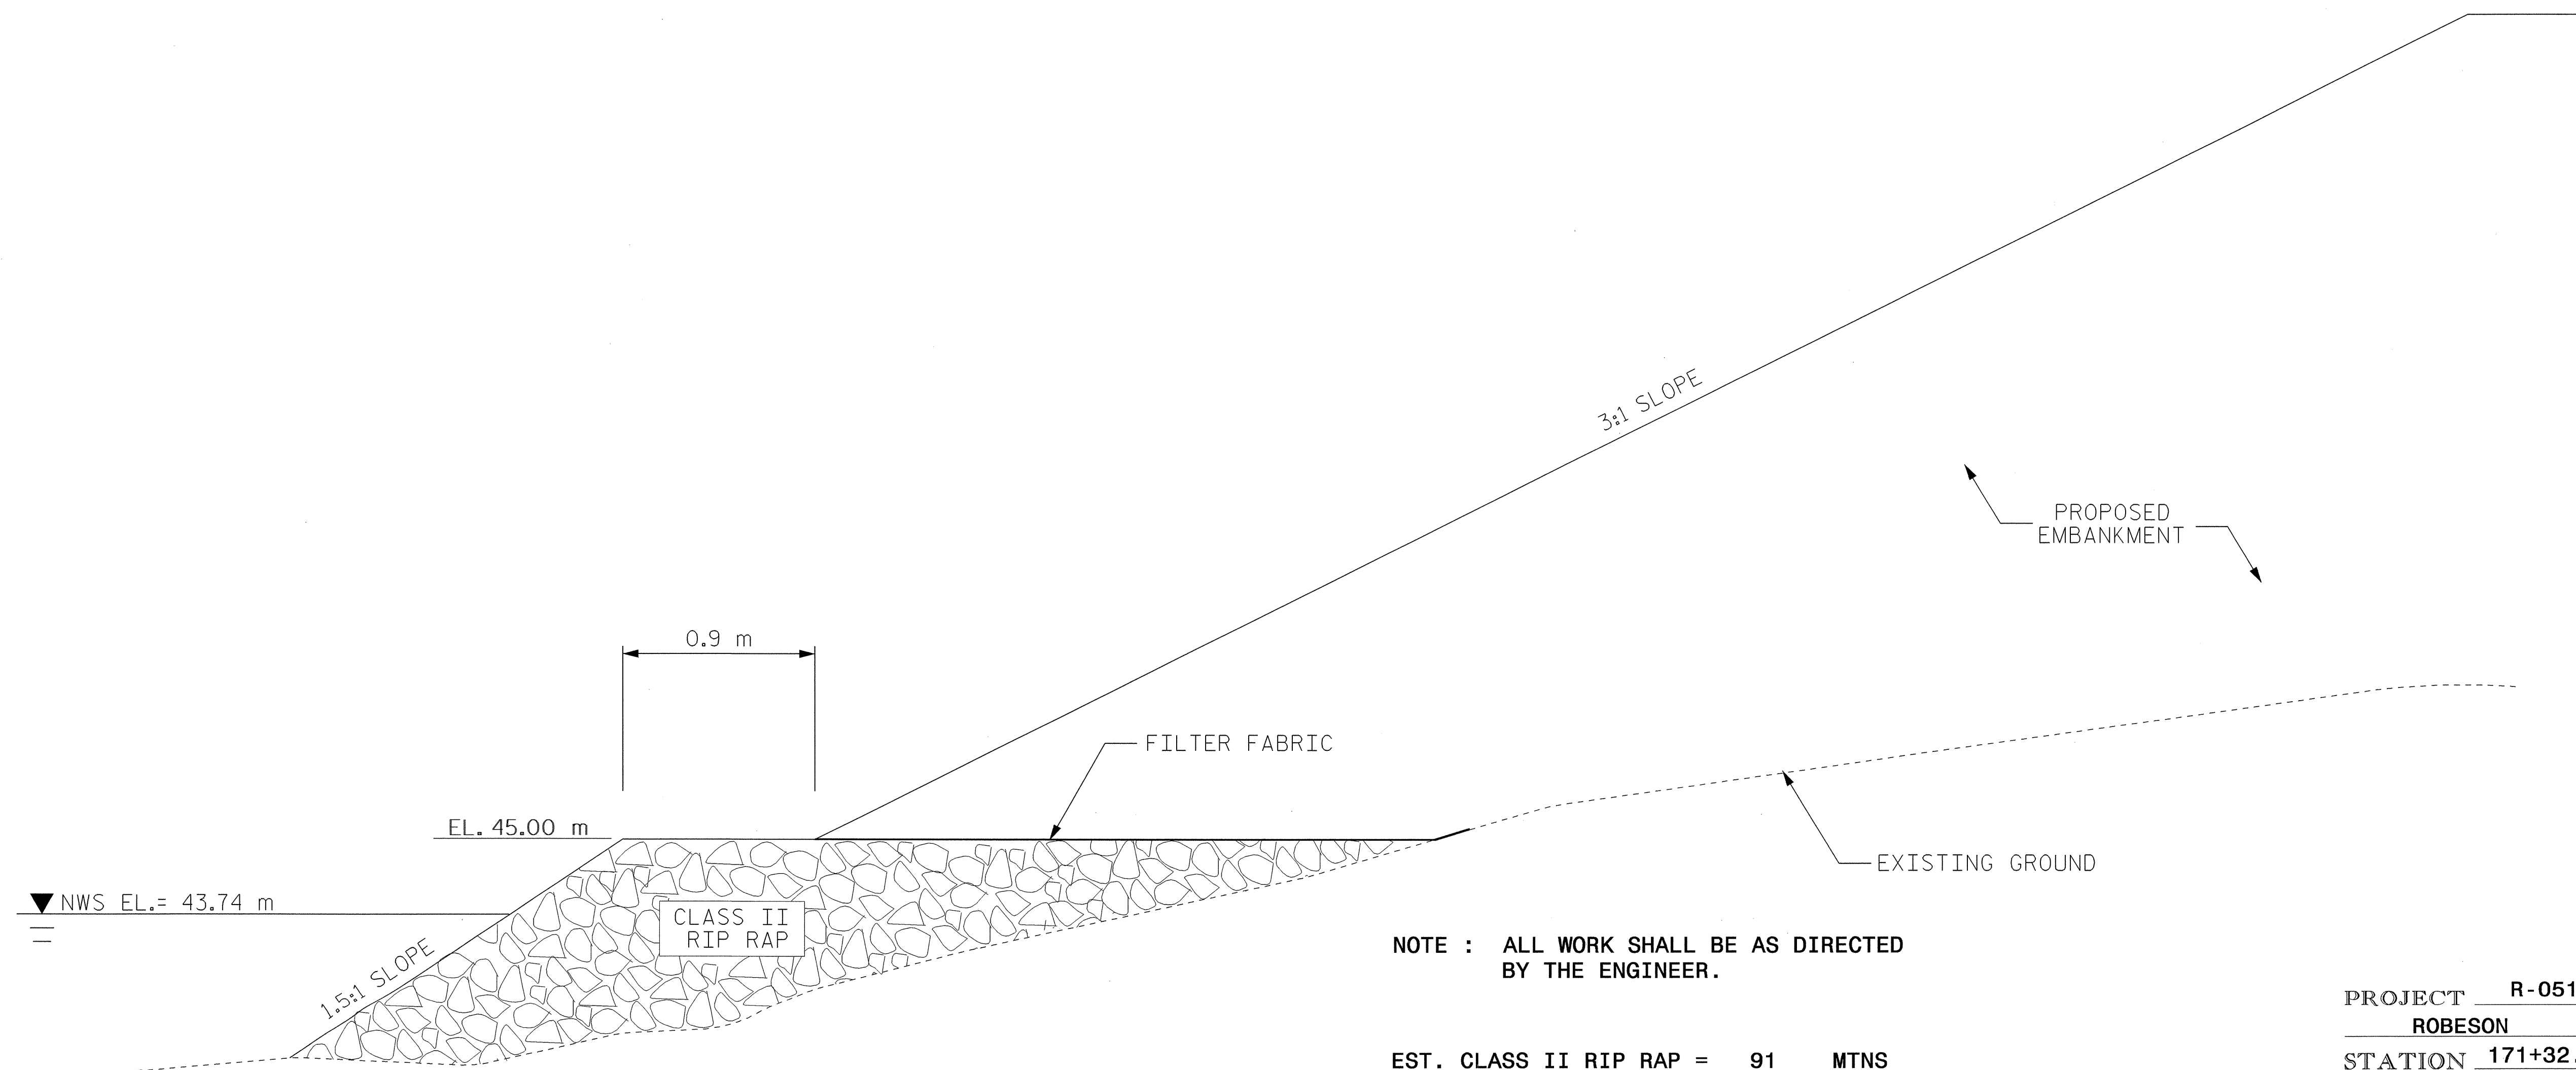 3:1 SLOPE
PROPOSED
EMBANKMENT
0.9 m
FILTER FABRIC
EL. 45.00 m
EXISTING GROUND
NWS EL.= 43.74 m
CLASS II
RIP RAP
1.5:1 SLOPE
NOTE : ALL WORK SHALL BE AS DIRECTED
BY THE ENGINEER.
PROJECT R-051
ROBESON
EST. CLASS II RIP RAP = 91 MTNS
STATION 171+32.